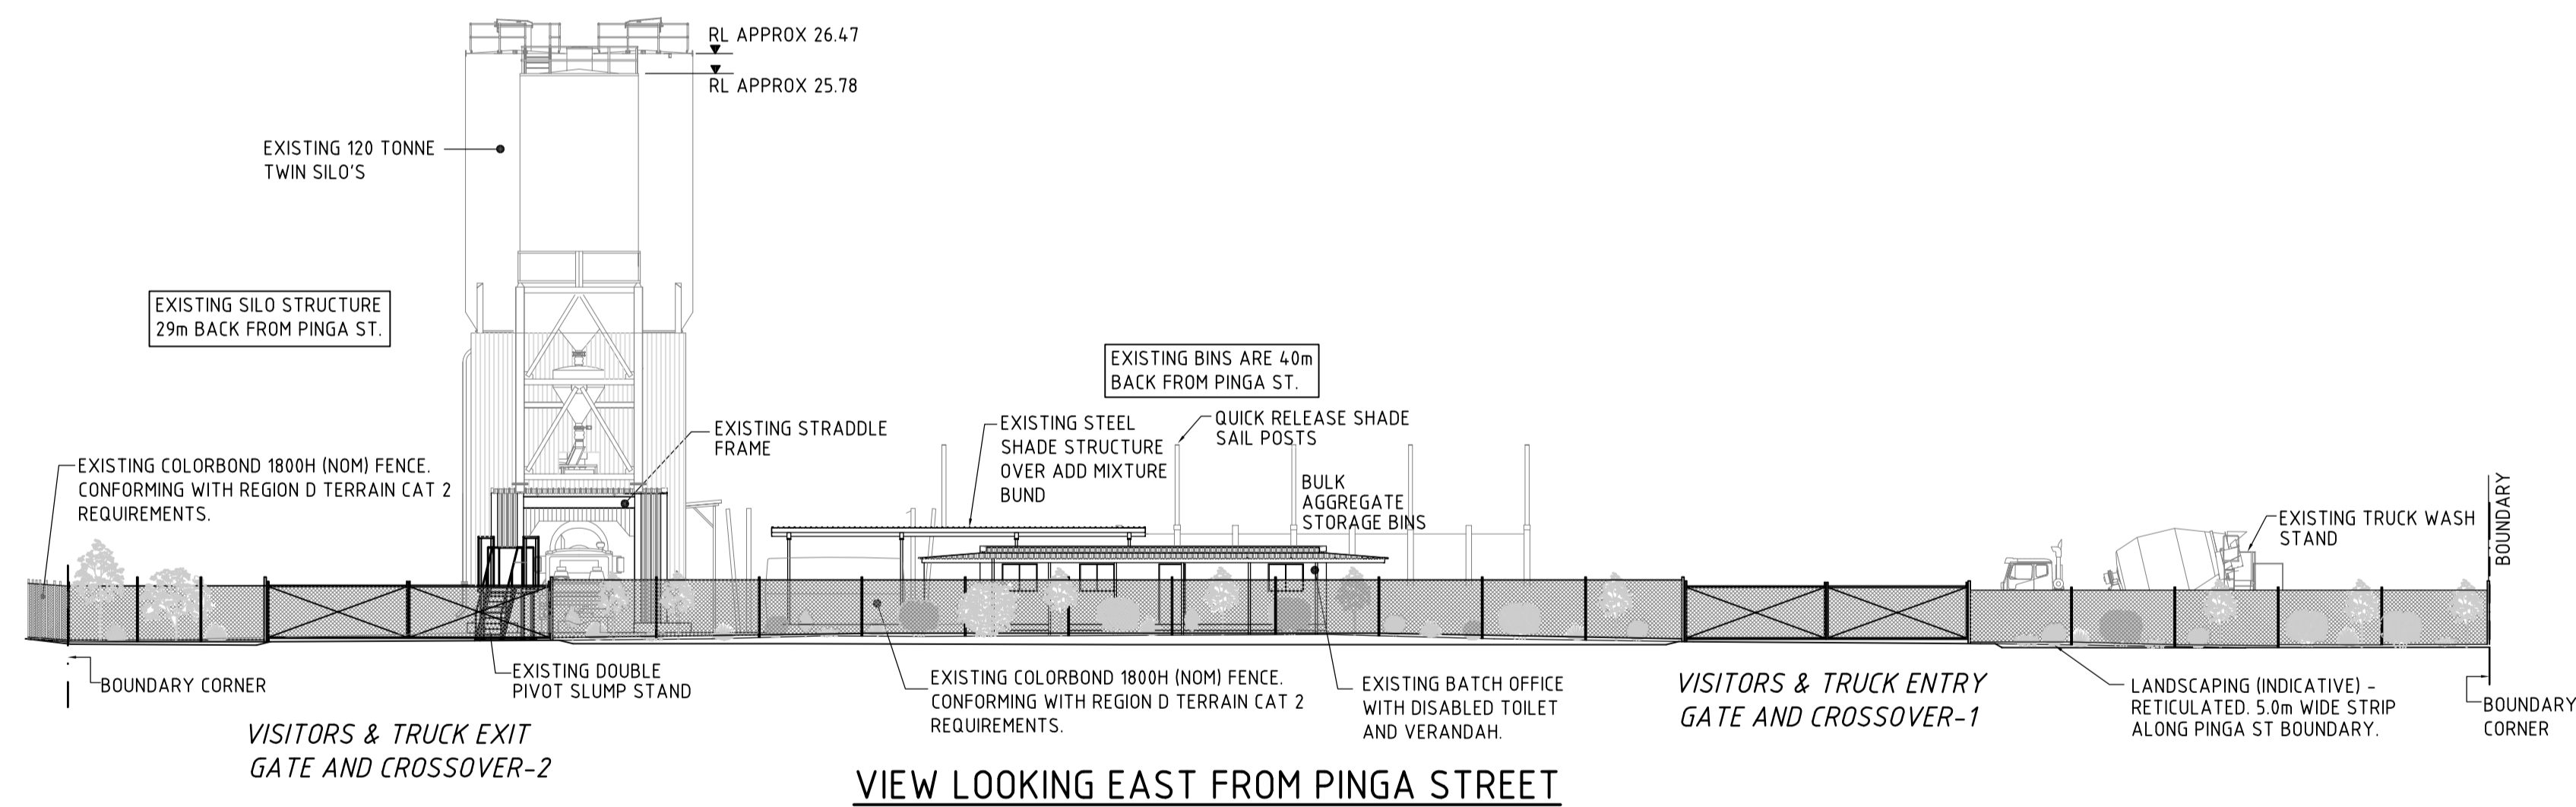 RL APPROX 26.47
RL APPROX 25.78
EXISTING 120 TONNE
TWIN SILO'S
EXISTING SILO STRUCTURE
29m BACK FROM PINGA ST.
EXISTING BINS ARE 40m
BACK FROM PINGA ST.
EXISTING STRADDLE
FRAME
EXISTING STEEL
SHADE STRUCTURE
OVER ADD MIXTURE
BUND
QUICK RELEASE SHADE
SAIL POSTS
BULK
AGGREGATE
STORAGE BINS
EXISTING COLORBOND 1800H (NOM) FENCE.
CONFORMING WITH REGION D TERRAIN CAT 2
REQUIREMENTS.
EXISTING TRUCK WASH
STAND
BOUNDARY
BOUNDARY CORNER
EXISTING DOUBLE
PIVOT SLUMP STAND
EXISTING COLORBOND 1800H (NOM) FENCE.
CONFORMING WITH REGION D TERRAIN CAT 2
REQUIREMENTS.
EXISTING BATCH OFFICE
WITH DISABLED TOILET
AND VERANDAH.
VISITORS & TRUCK ENTRY
GATE AND CROSSOVER-1
LANDSCAPING (INDICATIVE) -
RETICULATED. 5.0m WIDE STRIP
ALONG PINGA ST BOUNDARY.
BOUNDARY
CORNER
VISITORS & TRUCK EXIT
GATE AND CROSSOVER-2
VIEW LOOKING EAST FROM PINGA STREET